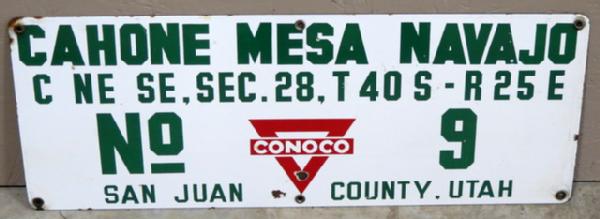 CAHONE MESA NAVAJO
C NE SE, SEC. 28, T 40 S - R 25 E
No 9
CONOCO
SAN JUAN COUNTY, UTAH